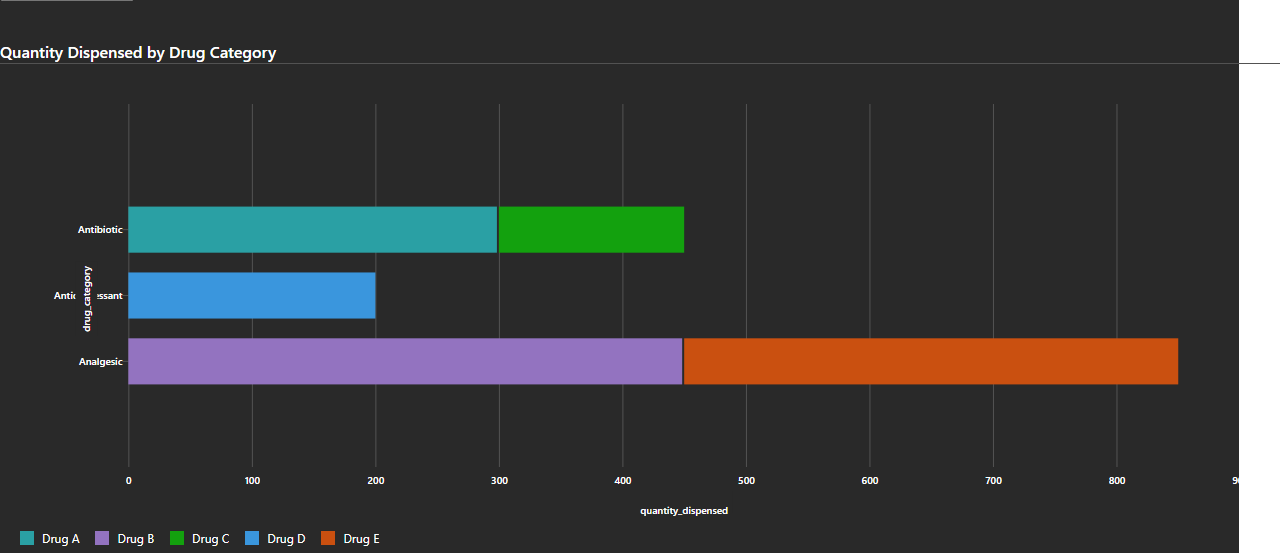 Quantity Dispensed by Drug Category
Antibiotic
drug_category
Analgesic
0 100 200 300 400 500 600 700 800
quantity_dispensed
Drug A Drug B Drug C Drug D Drug E